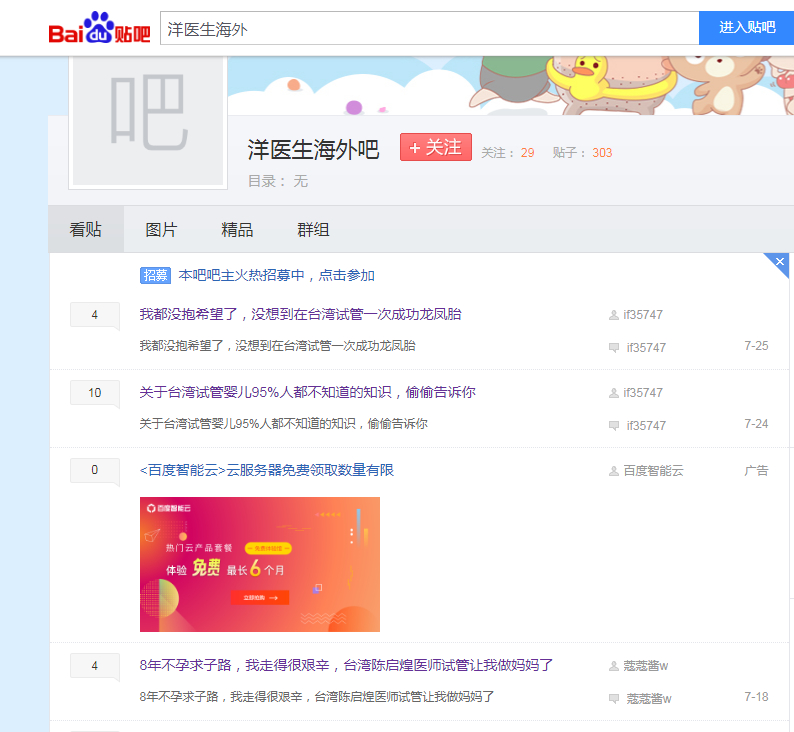 Bai du 贴吧
洋医生海外
进入贴吧
吧
洋医生海外吧
+ 关注
关注： 29 贴子： 303
目录： 无
看贴 图片 精品 群组
招募 本吧吧主火热招募中，点击参加
4 我都没抱希望了，没想到在台湾试管一次成功龙凤胎 if35747
我都没抱希望了，没想到在台湾试管一次成功龙凤胎 if35747 7-25
10 关于台湾试管婴儿95%人都不知道的知识，偷偷告诉你 if35747
关于台湾试管婴儿95%人都不知道的知识，偷偷告诉你 if35747 7-24
0 <百度智能云>云服务器免费领取数量有限 百度智能云 广告
百度智能云
热门云产品套餐
体验 免费 最长6个月
立即抢购
4 8年不孕求子路，我走得很艰辛，台湾陈启煌医师试管让我做妈妈了 蔻蔻酱w
8年不孕求子路，我走得很艰辛，台湾陈启煌医师试管让我做妈妈了 蔻蔻酱w 7-18